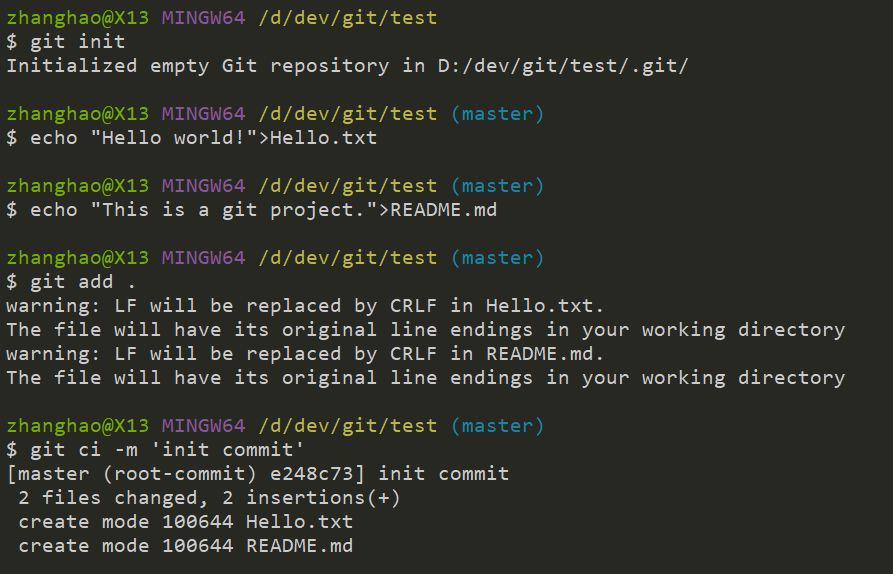 zhanghao@X13 MINGW64 /d/dev/git/test
$ git init
Initialized empty Git repository in D:/dev/git/test/.git/
zhanghao@X13 MINGW64 /d/dev/git/test (master)
$ echo "Hello world!">Hello.txt
zhanghao@X13 MINGW64 /d/dev/git/test (master)
$ echo "This is a git project.">README.md
zhanghao@X13 MINGW64 /d/dev/git/test (master)
$ git add .
warning: LF will be replaced by CRLF in Hello.txt.
The file will have its original line endings in your working directory
warning: LF will be replaced by CRLF in README.md.
The file will have its original line endings in your working directory
zhanghao@X13 MINGW64 /d/dev/git/test (master)
$ git ci -m 'init commit'
[master (root-commit) e248c73] init commit
 2 files changed, 2 insertions(+)
 create mode 100644 Hello.txt
 create mode 100644 README.md